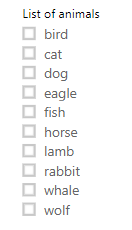 List of animals
bird
cat
dog
eagle
fish
horse
lamb
rabbit
whale
wolf